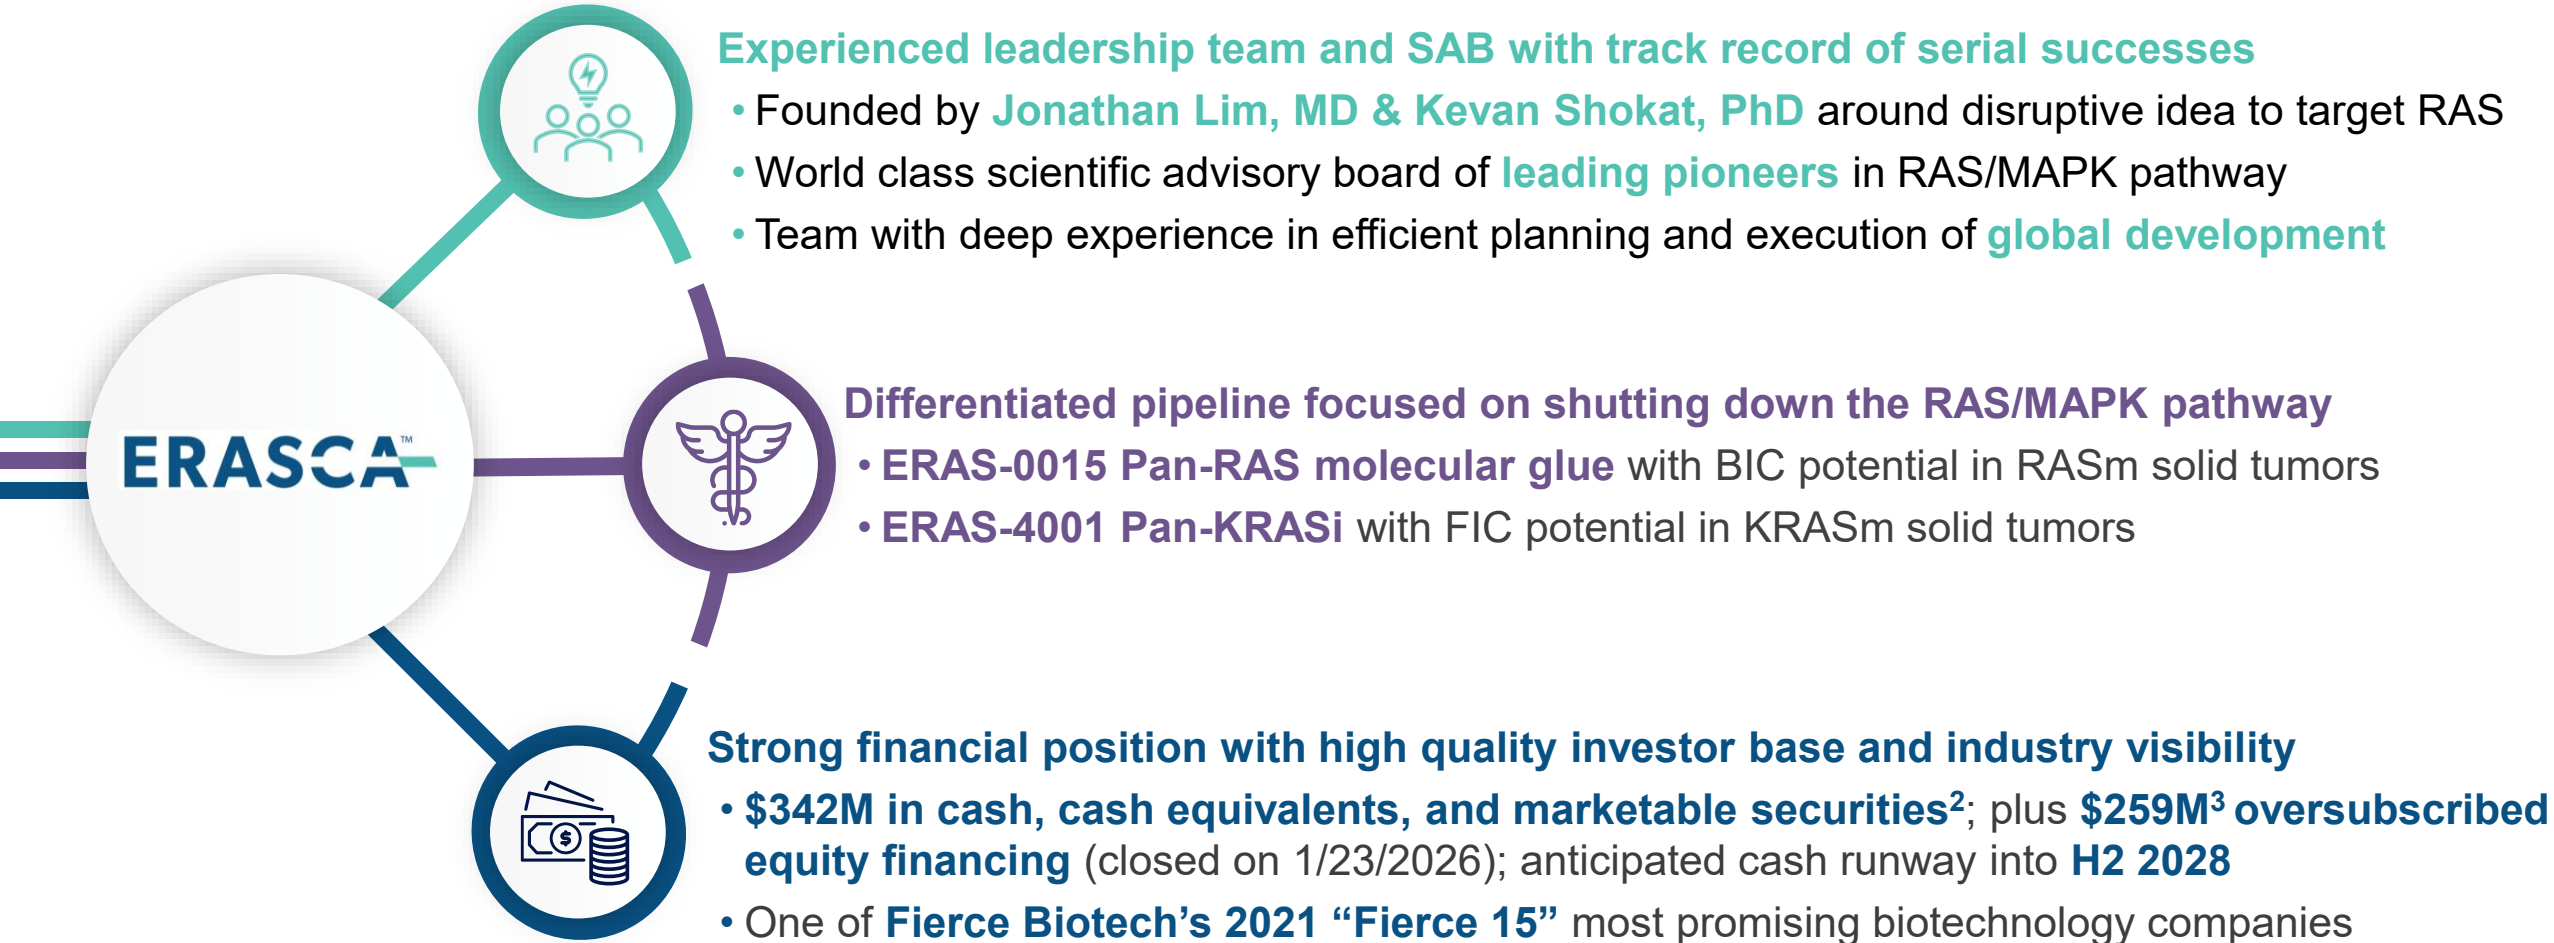 Experienced leadership team and SAB with track record of serial successes
• Founded by Jonathan Lim, MD & Kevan Shokat, PhD around disruptive idea to target RAS
• World class scientific advisory board of leading pioneers in RAS/MAPK pathway
• Team with deep experience in efficient planning and execution of global development
ERASCA™
Differentiated pipeline focused on shutting down the RAS/MAPK pathway
• ERAS-0015 Pan-RAS molecular glue with BIC potential in RASm solid tumors
• ERAS-4001 Pan-KRASi with FIC potential in KRASm solid tumors
Strong financial position with high quality investor base and industry visibility
• $342M in cash, cash equivalents, and marketable securities²; plus $259M³ oversubscribed
equity financing (closed on 1/23/2026); anticipated cash runway into H2 2028
• One of Fierce Biotech’s 2021 “Fierce 15” most promising biotechnology companies